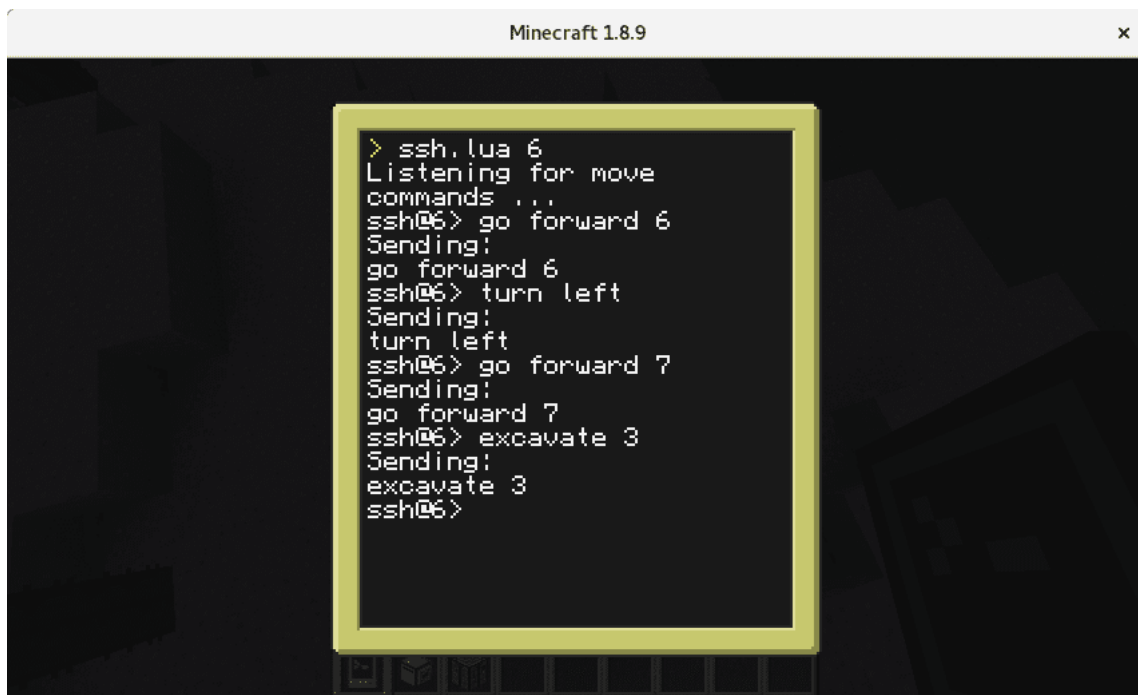 Minecraft 1.8.9
> ssh.lua 6
Listening for move
commands ...
ssh@6> go forward 6
Sending:
go forward 6
ssh@6> turn left
Sending:
turn left
ssh@6> go forward 7
Sending:
go forward 7
ssh@6> excavate 3
Sending:
excavate 3
ssh@6>